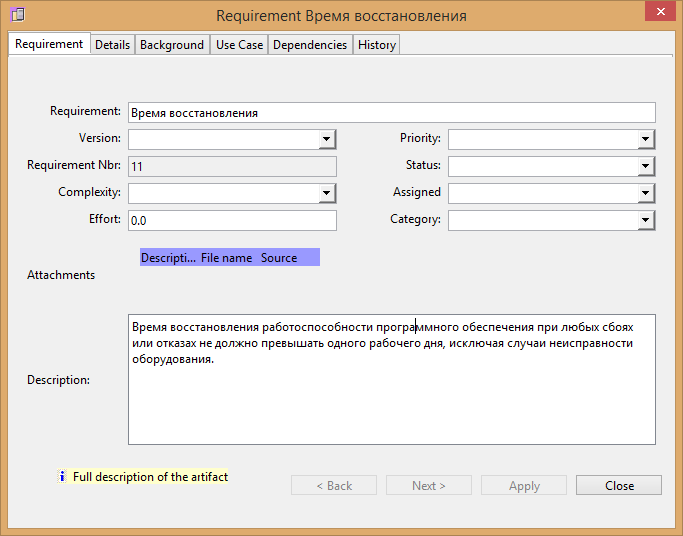 Requirement Время восстановления
Requirement Details Background Use Case Dependencies History
Requirement: Время восстановления
Version: Priority:
Requirement Nbr: 11 Status:
Complexity: Assigned
Effort: 0.0 Category:
Descripti... File name Source
Attachments
Время восстановления работоспособности программного обеспечения при любых сбоях
или отказах не должно превышать одного рабочего дня, исключая случаи неисправности
оборудования.
Description:
Full description of the artifact
< Back Next > Apply Close